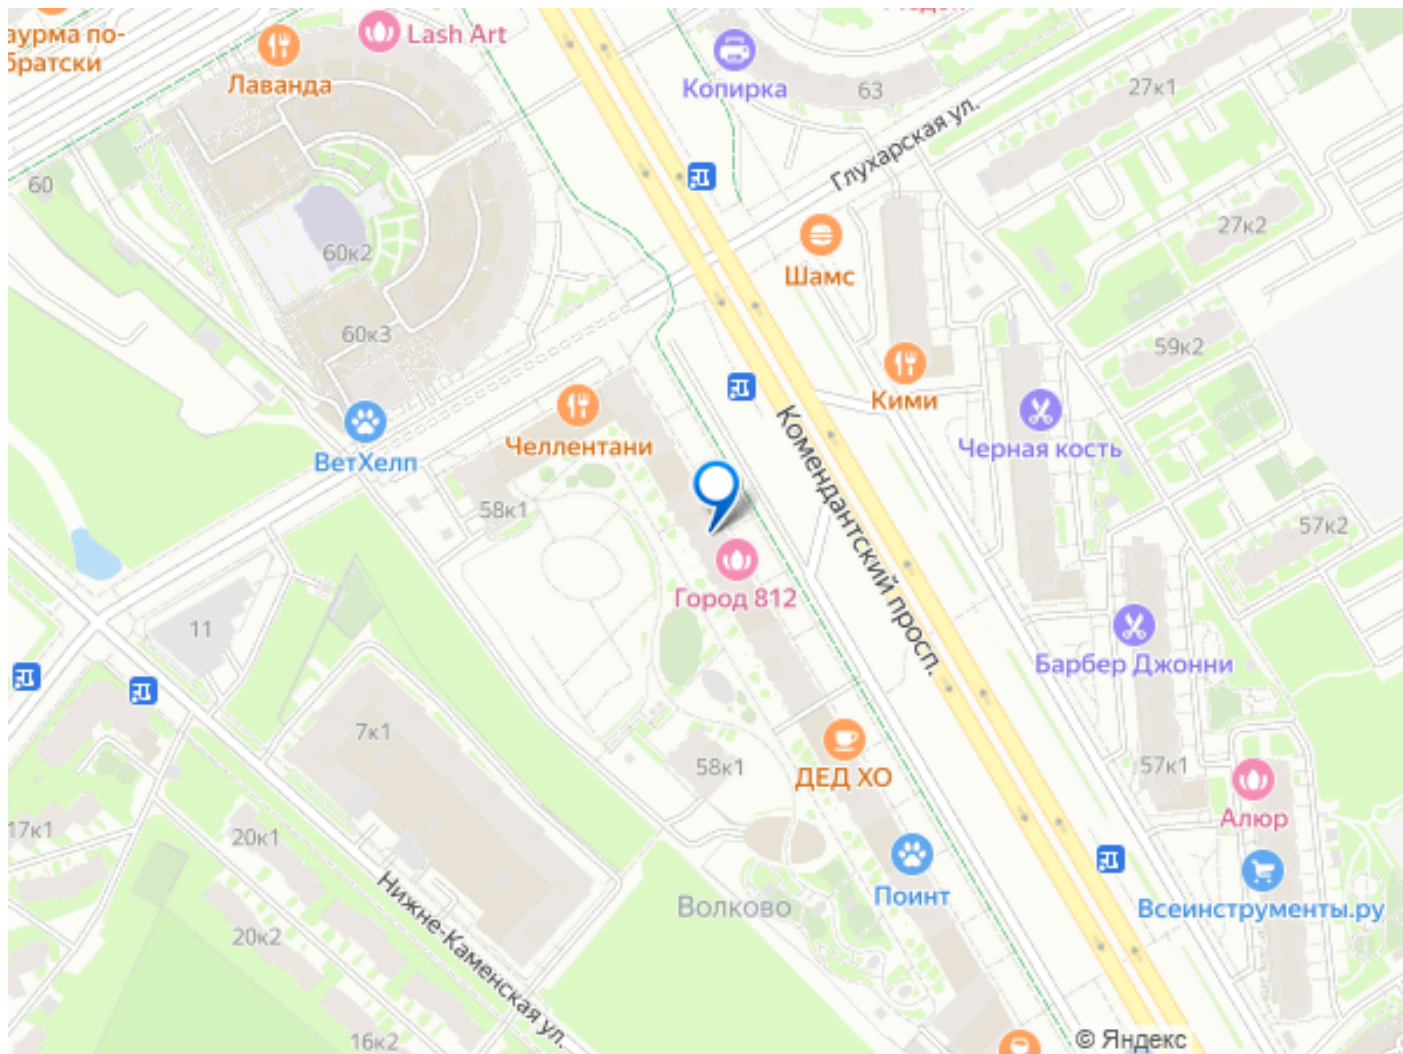 аурма по-
братски
Lash Art
Лаванда
Копирка
63
27к1
Глухарская ул.
60
27к2
60к2
Шамс
60к3
59к2
Кими
Челлентани
Черная кость
ВетХелп
Комендантский просп.
58к1
57к2
Город 812
11
Барбер Джонни
7к1
58к1
57к1
ДЕД ХО
Алюр
17к1
20к1
Поинт
Волково
Всеинструменты.ру
Нижне-Каменская ул.
20к2
16к2
© Яндекс